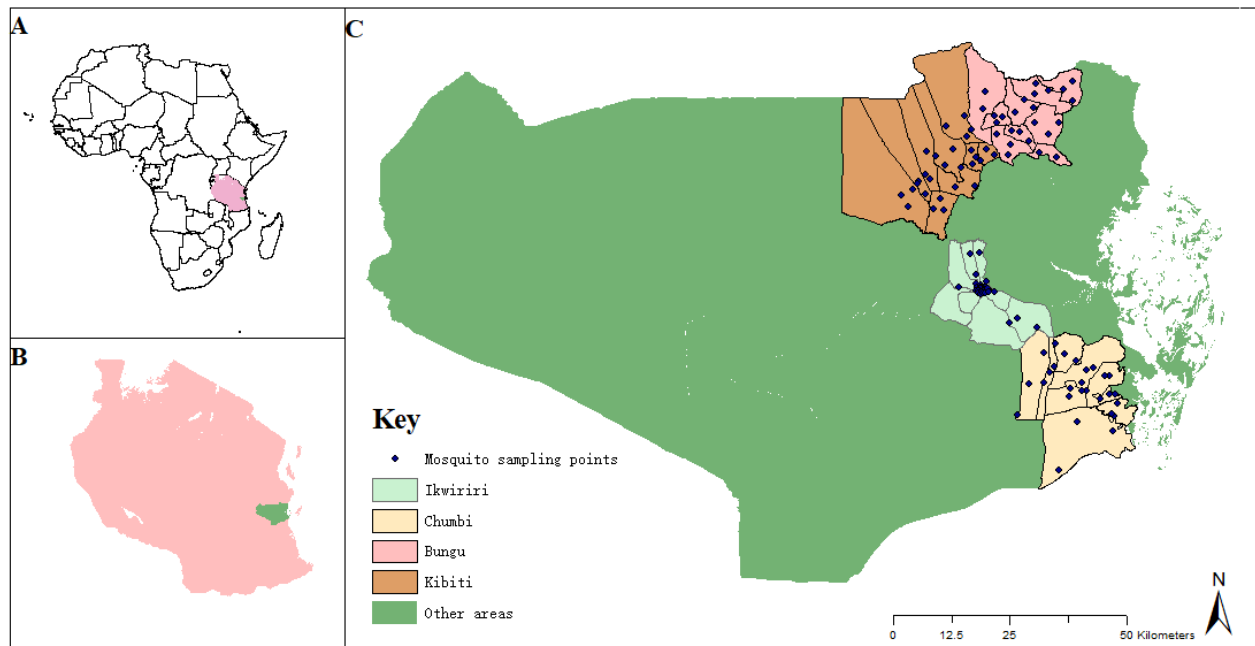 A
B
C
Key
Mosquito sampling points
Ikwiriri
Chumbi
Bungu
Kibiti
Other areas
N
0 12.5 25 50 Kilometers